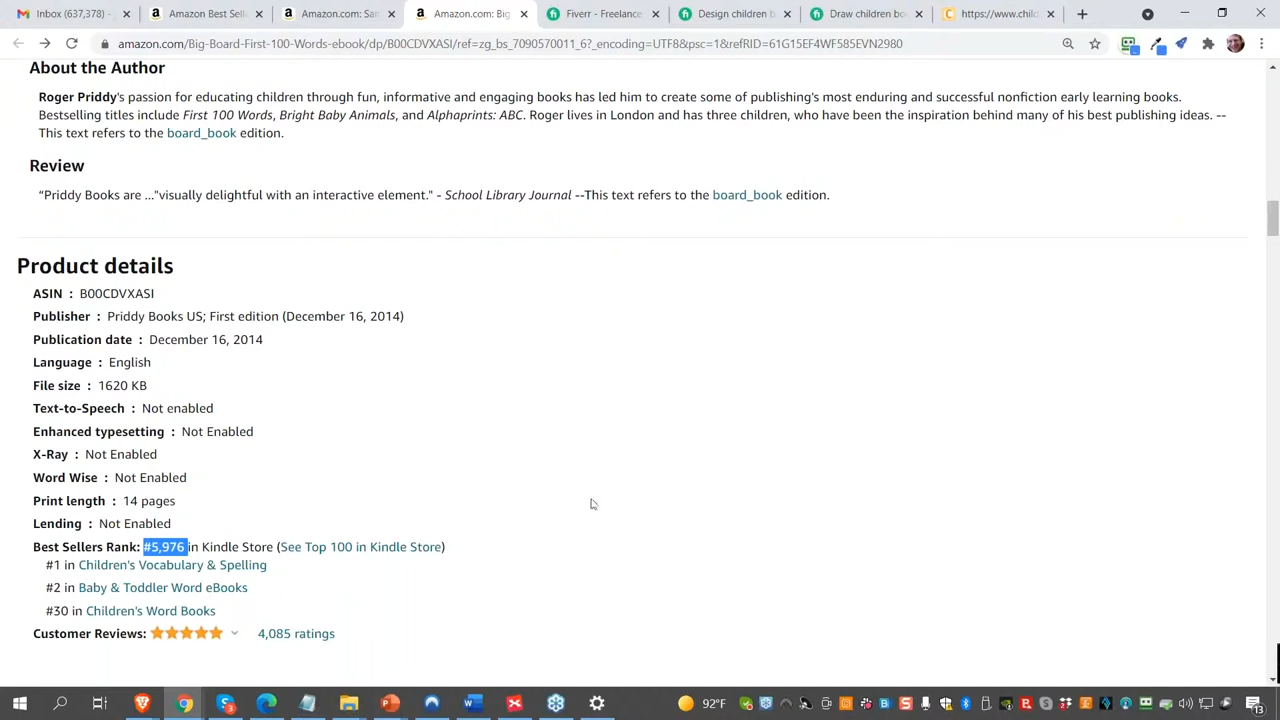 Inbox (637,378) -
Amazon Best Sell
Amazon.com: Sar
Amazon.com: Big
Fiverr - Freelance
Design children b
Draw children bo
https://www.chil
amazon.com/Big-Board-First-100-Words-ebook/dp/B00CDVXASI/ref=zg_bs_7009570011_6?_encoding=UTF8&psc=1&refRID=61G15EF4WF585EVN2980
About the Author
Roger Priddy's passion for educating children through fun, informative and engaging books has led him to create some of publishing's most enduring and successful nonfiction early learning books.
Bestselling titles include First 100 Words, Bright Baby Animals, and Alphaprints: ABC. Roger lives in London and has three children, who have been the inspiration behind many of his best publishing ideas. --
This text refers to the board_book edition.
Review
“Priddy Books are ..."visually delightful with an interactive element." - School Library Journal --This text refers to the board_book edition.
Product details
ASIN : B00CDVXASI
Publisher : Priddy Books US; First edition (December 16, 2014)
Publication date : December 16, 2014
Language : English
File size : 1620 KB
Text-to-Speech : Not enabled
Enhanced typesetting : Not Enabled
X-Ray : Not Enabled
Word Wise : Not Enabled
Print length : 14 pages
Lending : Not Enabled
Best Sellers Rank: #5,976 in Kindle Store (See Top 100 in Kindle Store)
#1 in Children's Vocabulary & Spelling
#2 in Baby & Toddler Word eBooks
#30 in Children's Word Books
Customer Reviews: 4,085 ratings
92°F
13